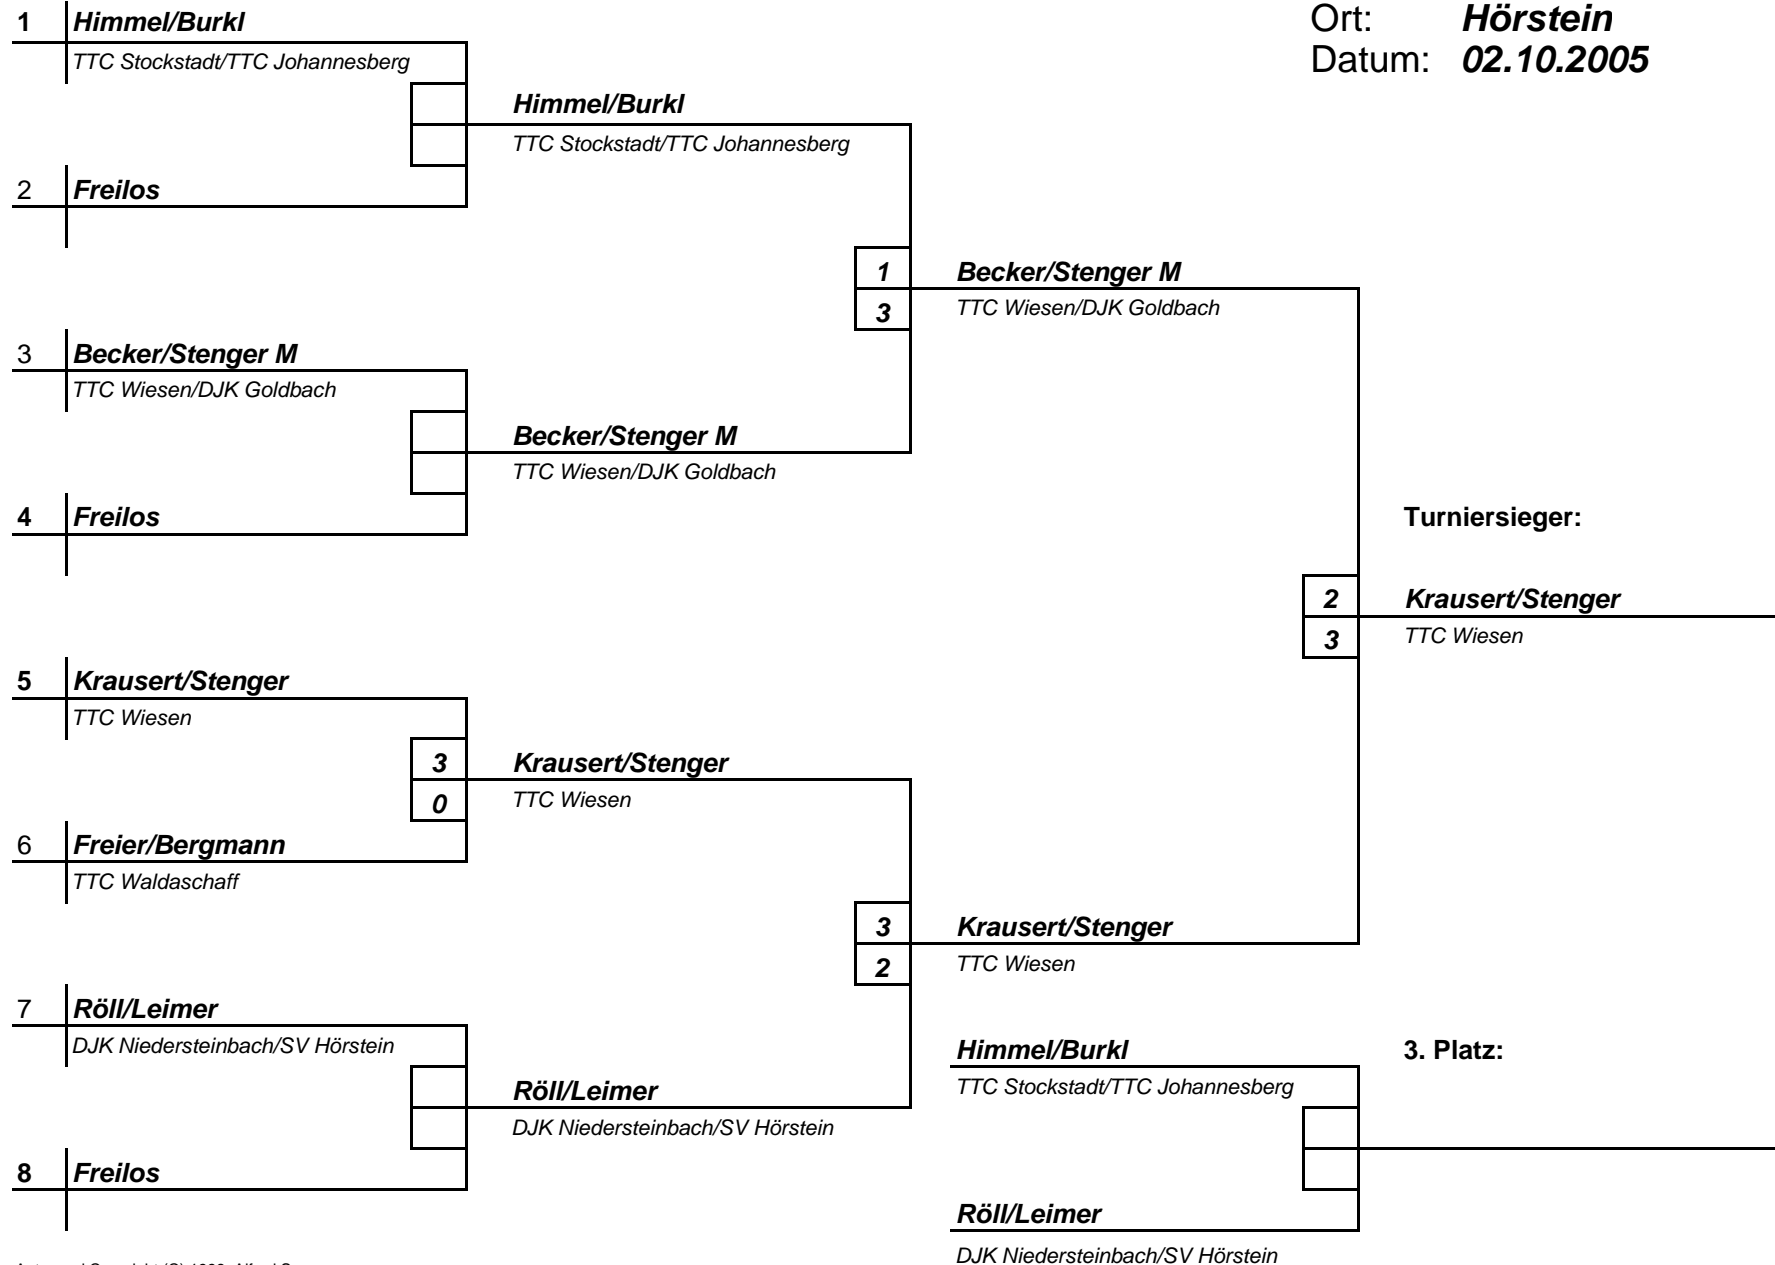 1 Himmel/Burkl
TTC Stockstadt/TTC Johannesberg
Ort: Hörstein
Datum: 02.10.2005
Himmel/Burkl
TTC Stockstadt/TTC Johannesberg
2 Freilos
1 Becker/Stenger M
3 TTC Wiesen/DJK Goldbach
3 Becker/Stenger M
TTC Wiesen/DJK Goldbach
Becker/Stenger M
TTC Wiesen/DJK Goldbach
4 Freilos
Turniersieger:
2 Krausert/Stenger
3 TTC Wiesen
5 Krausert/Stenger
TTC Wiesen
3 Krausert/Stenger
0 TTC Wiesen
6 Freier/Bergmann
TTC Waldaschaff
3 Krausert/Stenger
2 TTC Wiesen
7 Röll/Leimer
DJK Niedersteinbach/SV Hörstein
Röll/Leimer
DJK Niedersteinbach/SV Hörstein
8 Freilos
Himmel/Burkl
TTC Stockstadt/TTC Johannesberg
3. Platz:
Röll/Leimer
DJK Niedersteinbach/SV Hörstein